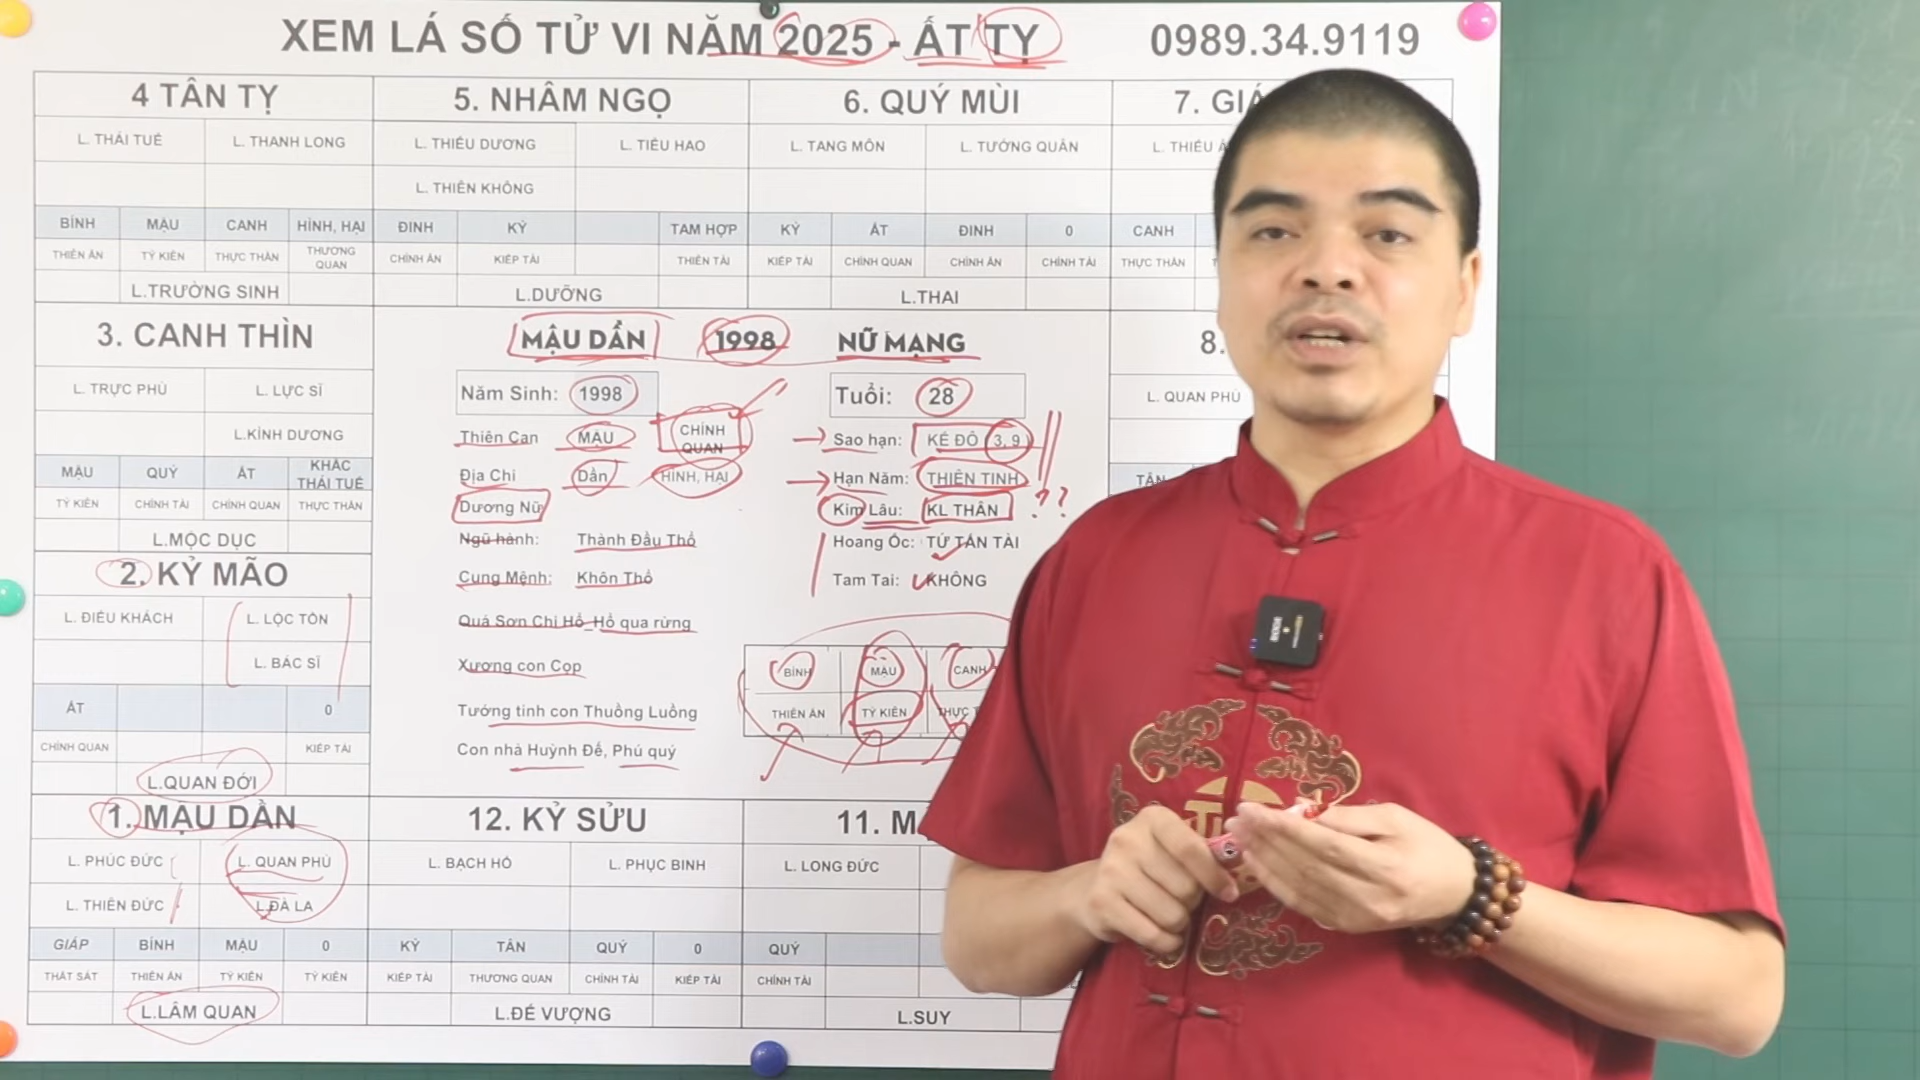 XEM LÁ SỐ TỬ VI NĂM 2025 - ẤT TỴ 0989.34.9119
4 TÂN TỴ
L. THÁI TUẾ L. THANH LONG
BÍNH MẬU CANH HÌNH, HẠI
THIÊN ẤN TỶ KIÊN THỰC THẦN THƯƠNG QUAN
L.TRƯỜNG SINH
5. NHÂM NGỌ
L. THIẾU DƯƠNG L. TIỂU HAO
L. THIÊN KHÔNG
ĐINH KỶ TAM HỢP
CHÍNH ẤN KIẾP TÀI THIÊN TÀI
L.DƯỠNG
6. QUÝ MÙI
L. TANG MÔN L. TƯỚNG QUÂN
KỶ ẤT ĐINH 0
KIẾP TÀI CHÍNH QUAN CHÍNH ẤN CHÍNH TÀI
L.THAI
7.
L. THIẾU
CANH
THỰC THẦN
3. CANH THÌN
L. TRỰC PHÙ L. LỰC SĨ
L.KÌNH DƯƠNG
MẬU QUÝ ẤT KHẮC THÁI TUẾ
TỶ KIÊN CHÍNH TÀI CHÍNH QUAN THỰC THẦN
L.MỘC DỤC
MẬU DẦN 1998 NỮ MẠNG
Năm Sinh: 1998 Tuổi: 28
Thiên Can MẬU CHÍNH QUAN
Địa Chi Dần HÌNH, HẠI
Dương Nữ
Ngũ hành: Thành Đầu Thổ
Cung Mệnh: Khôn Thổ
Quá Sơn Chi Hổ_Hổ qua rừng
Xương con Cọp
Tướng tinh con Thuồng Luồng
Con nhà Huỳnh Đế, Phú quý
Sao hạn: KẾ ĐÔ (3, 9)
Hạn Năm: THIÊN TINH
Kim Lâu: KL THÂN ??
Hoang Ốc: TỨ TẤN TÀI
Tam Tai: KHÔNG
BÍNH MẬU CANH
THIÊN ẤN TỶ KIÊN
8.
L. QUAN PHÙ
TÂN
2. KỶ MÃO
L. ĐIẾU KHÁCH L. LỘC TỒN
L. BÁC SĨ
ẤT 0
CHÍNH QUAN KIẾP TÀI
L.QUAN ĐỚI
1. MẬU DẦN
L. PHÚC ĐỨC L. QUAN PHỦ
L. THIÊN ĐỨC L.ĐÀ LA
GIÁP BÍNH MẬU 0
THẤT SÁT THIÊN ẤN TỶ KIÊN TỶ KIÊN
L.LÂM QUAN
12. KỶ SỬU
L. BẠCH HỔ L. PHỤC BINH
KỶ TÂN QUÝ 0
KIẾP TÀI THƯƠNG QUAN CHÍNH TÀI KIẾP TÀI
L.ĐẾ VƯỢNG
11.
L. LONG ĐỨC
QUÝ
CHÍNH TÀI
L.SUY